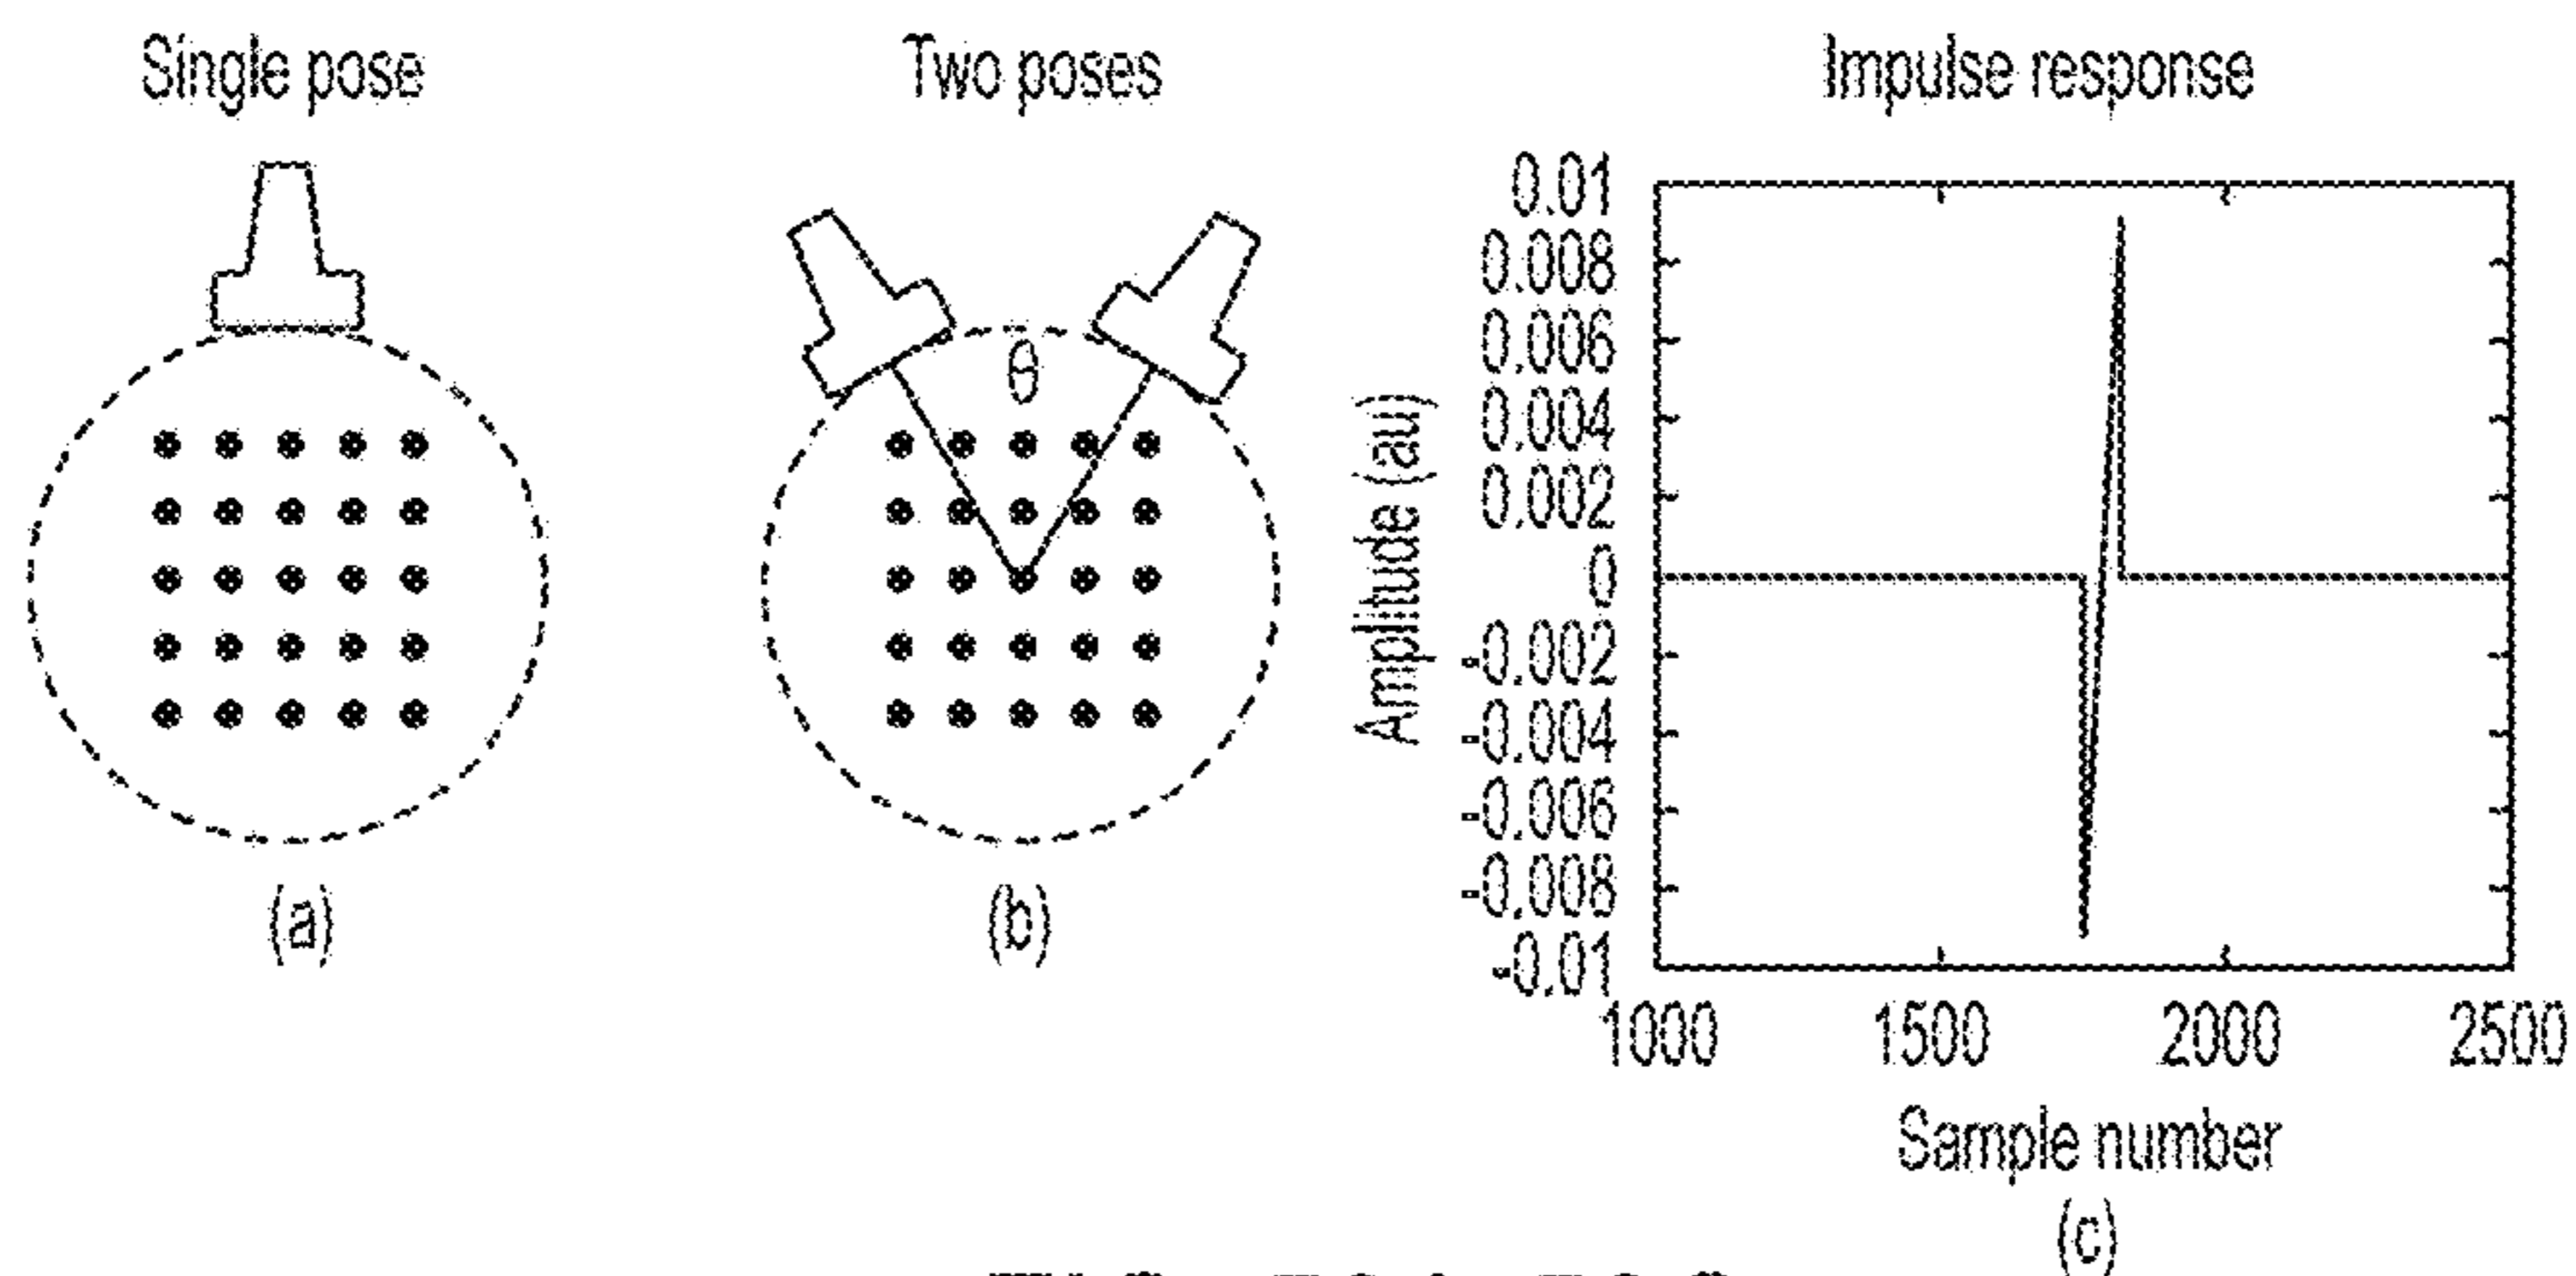 Single pose
(a)
Two poses
θ
(b)
Impulse response
Amplitude (au)
0.01
0.008
0.006
0.004
0.002
0
-0.002
-0.004
-0.006
-0.008
-0.01
1000 1500 2000 2500
Sample number
(c)